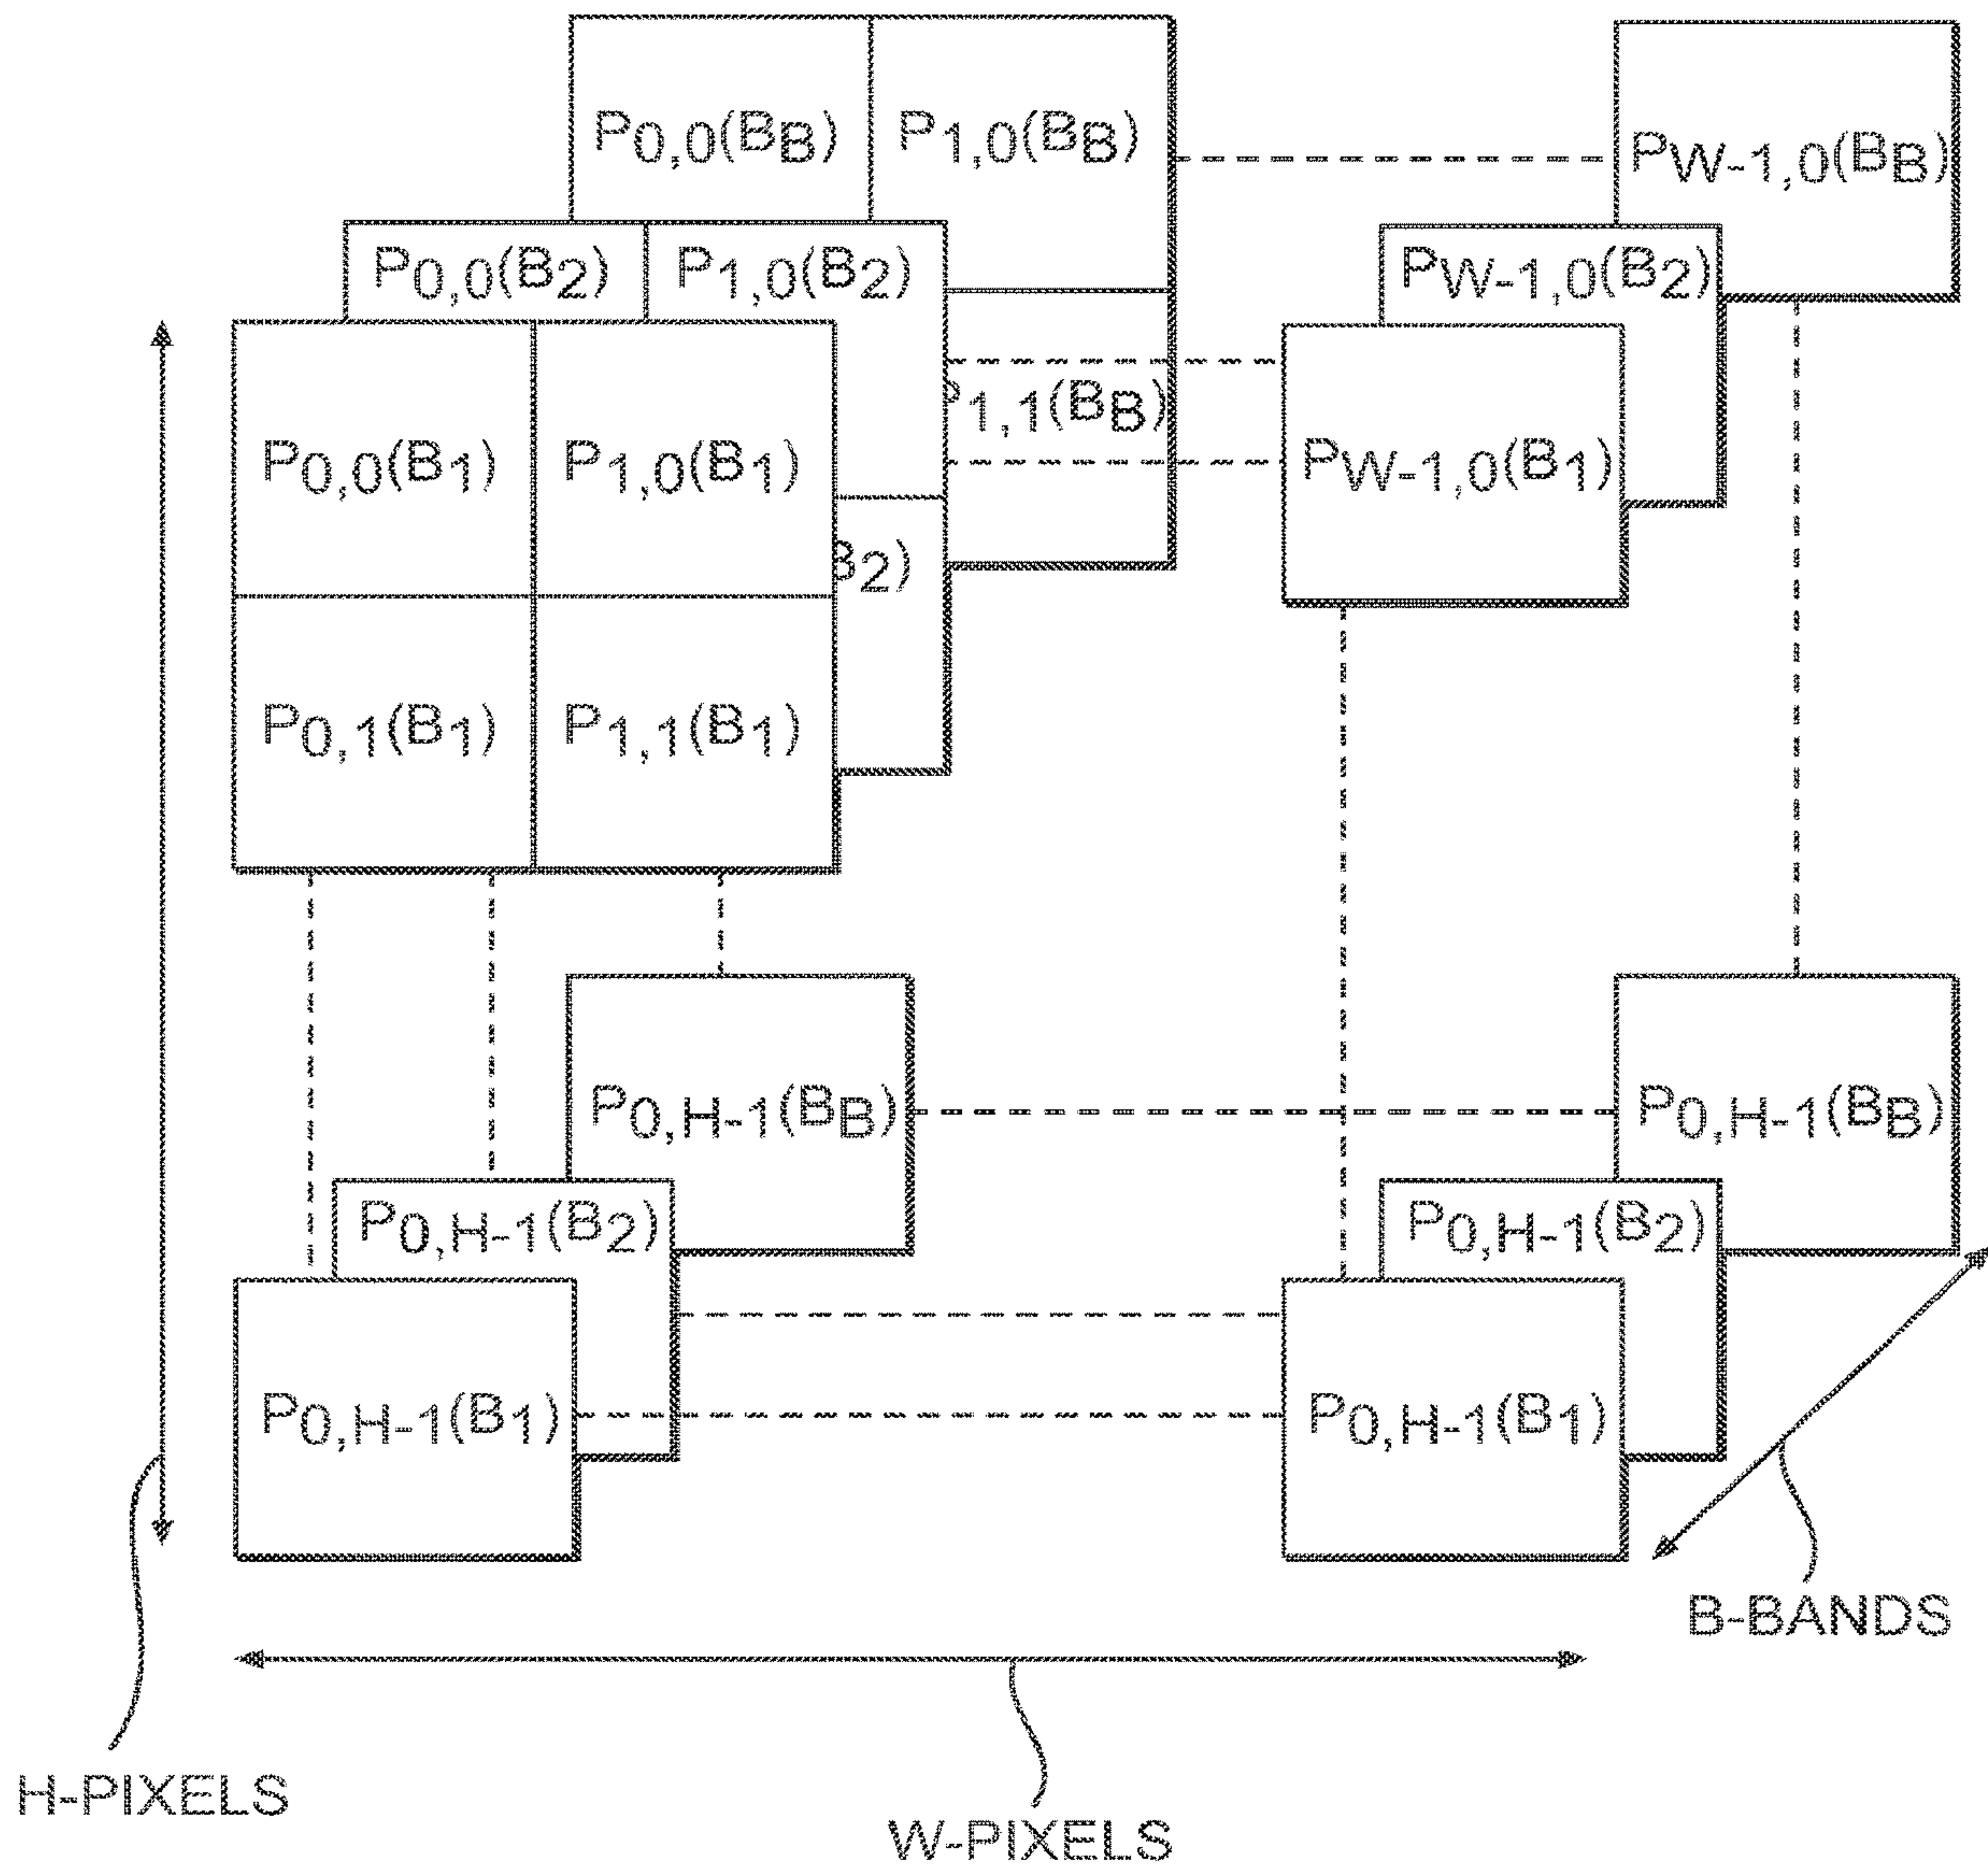 P0,0(BB) P1,0(BB) PW-1,0(BB)
P0,0(B2) P1,0(B2) PW-1,0(B2)
P1,1(BB)
P0,0(B1) P1,0(B1) PW-1,0(B1)
B2)
P0,1(B1) P1,1(B1)
P0,H-1(BB) P0,H-1(BB)
P0,H-1(B2) P0,H-1(B2)
P0,H-1(B1) P0,H-1(B1)
B-BANDS
H-PIXELS
W-PIXELS